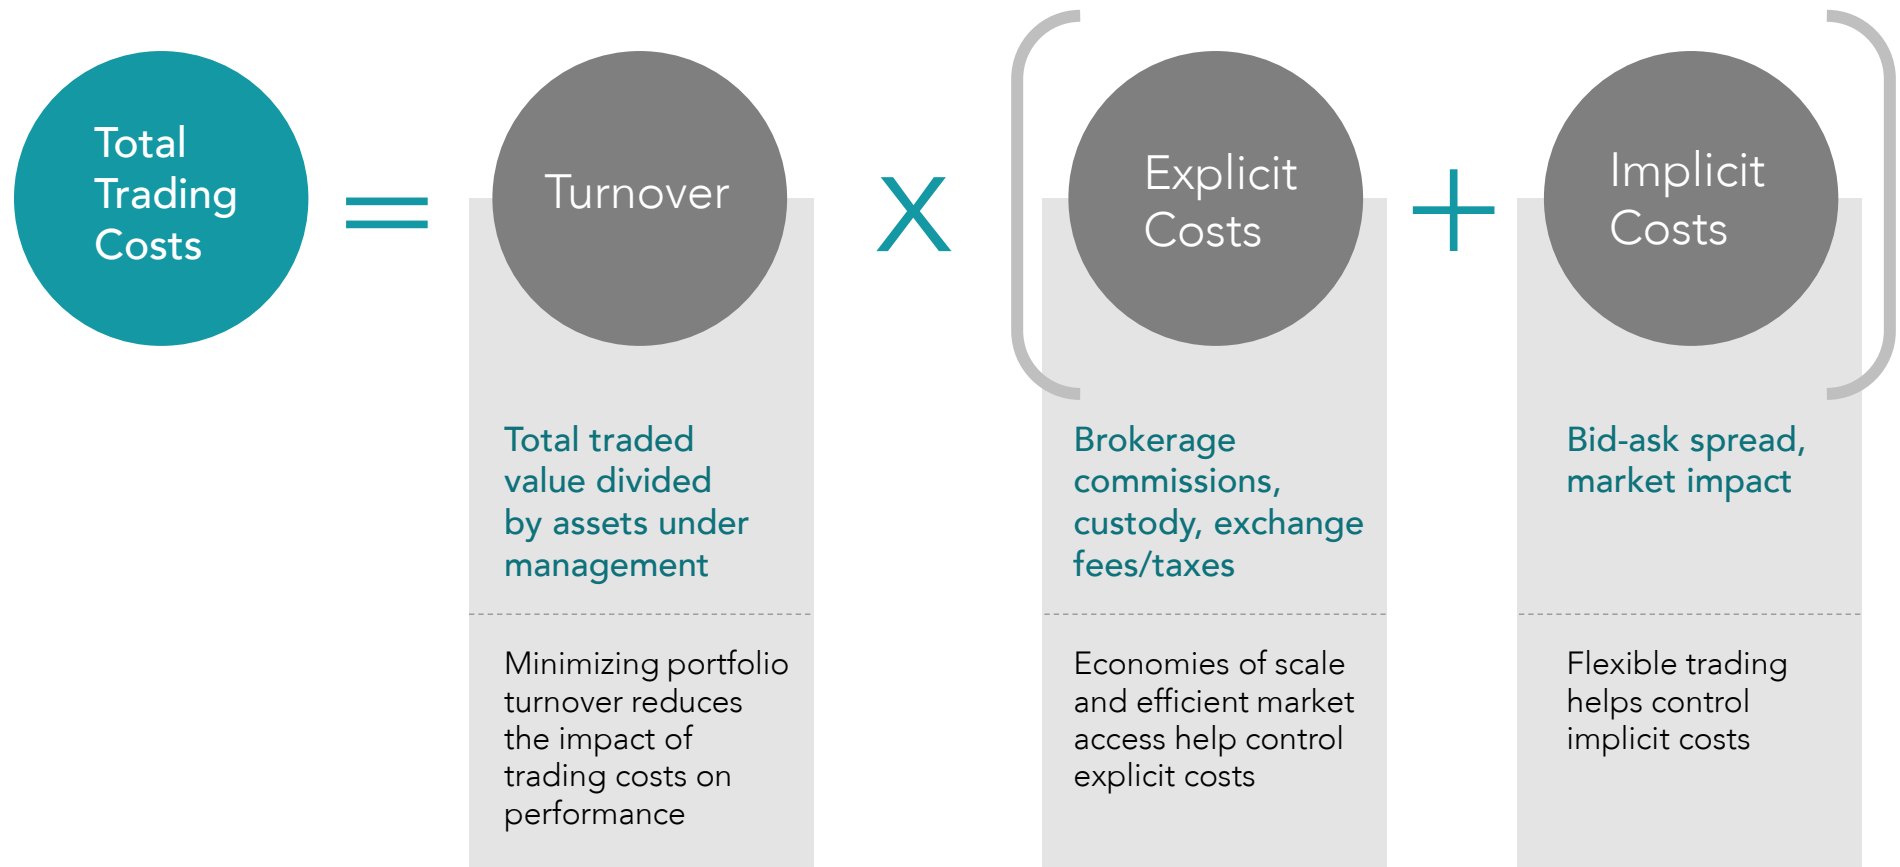 Total
Trading
Costs
=
Turnover
x
Explicit
Costs
+
Implicit
Costs
Total traded
value divided
by assets under
management
Minimizing portfolio
turnover reduces
the impact of
trading costs on
performance
Brokerage
commissions,
custody, exchange
fees/taxes
Economies of scale
and efficient market
access help control
explicit costs
Bid-ask spread,
market impact
Flexible trading
helps control
implicit costs